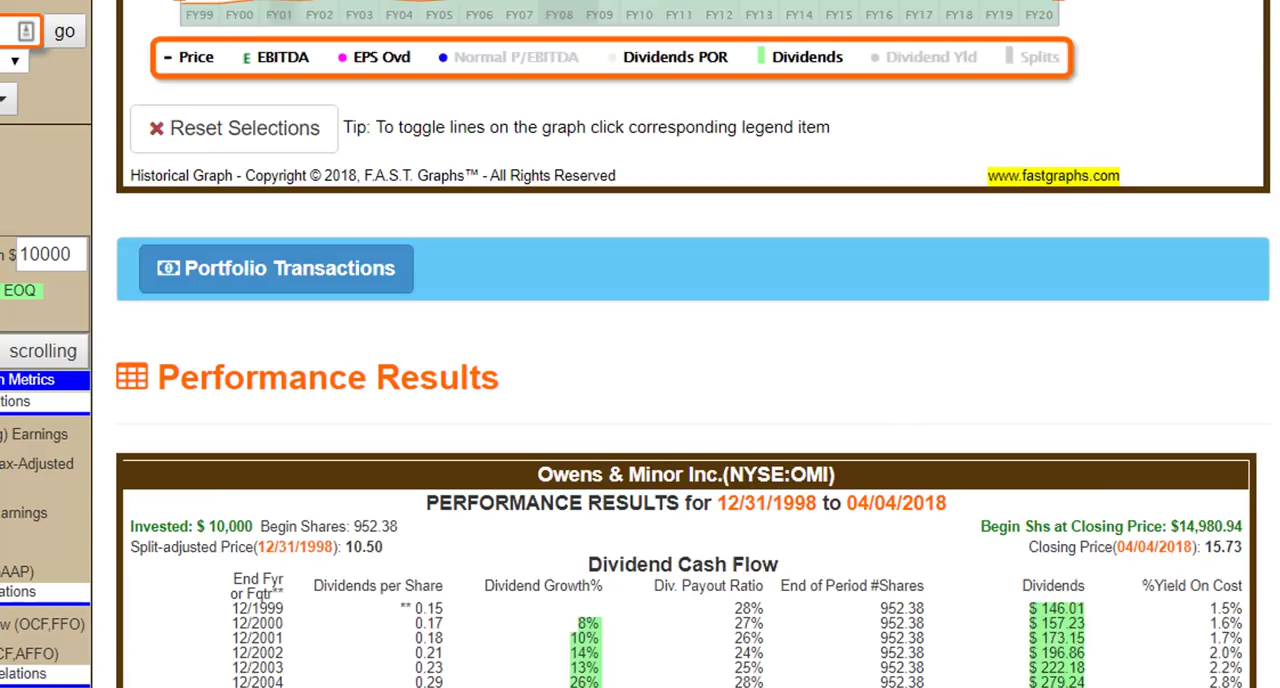 FY99 FY00 FY01 FY02 FY03 FY04 FY05 FY06 FY07 FY08 FY09 FY10 FY11 FY12 FY13 FY14 FY15 FY16 FY17 FY18 FY19 FY20
go
Price EBITDA EPS Ovd Normal P/EBITDA Dividends POR Dividends Dividend Yld Splits
Reset Selections Tip: To toggle lines on the graph click corresponding legend item
Historical Graph - Copyright © 2018, F.A.S.T. Graphs™ - All Rights Reserved www.fastgraphs.com
$ 10000
EOQ
Portfolio Transactions
scrolling
Metrics
Performance Results
tions
) Earnings
ax-Adjusted
arnings
AAP)
ations
w (OCF,FFO)
CF,AFFO)
elations
Owens & Minor Inc.(NYSE:OMI)
PERFORMANCE RESULTS for 12/31/1998 to 04/04/2018
Invested: $ 10,000 Begin Shares: 952.38 Begin Shs at Closing Price: $14,980.94
Split-adjusted Price(12/31/1998): 10.50 Closing Price(04/04/2018): 15.73
Dividend Cash Flow
End Fyr or Fqtr** Dividends per Share Dividend Growth% Div. Payout Ratio End of Period #Shares Dividends %Yield On Cost
12/1999 ** 0.15 28% 952.38 $ 146.01 1.5%
12/2000 0.17 8% 27% 952.38 $ 157.23 1.6%
12/2001 0.18 10% 26% 952.38 $ 173.15 1.7%
12/2002 0.21 14% 24% 952.38 $ 196.86 2.0%
12/2003 0.23 13% 25% 952.38 $ 222.18 2.2%
12/2004 0.29 26% 28% 952.38 $ 279.24 2.8%